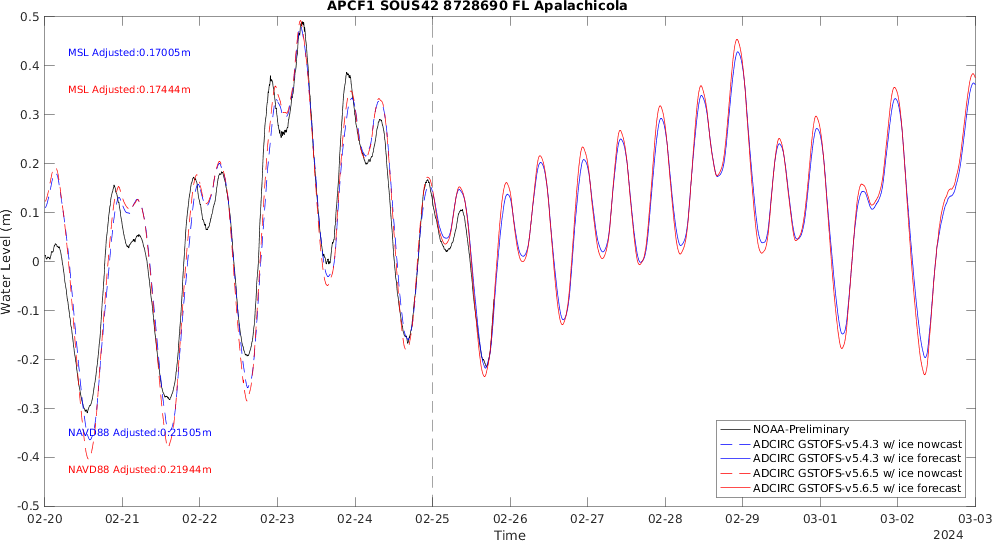 APCF1 SOUS42 8728690 FL Apalachicola
0.5
0.4
0.3
0.2
0.1
0
-0.1
-0.2
-0.3
-0.4
-0.5
Water Level (m)
MSL Adjusted:0.17005m
MSL Adjusted:0.17444m
NAVD88 Adjusted:0.21505m
NAVD88 Adjusted:0.21944m
NOAA-Preliminary
ADCIRC GSTOFS-v5.4.3 w/ ice nowcast
ADCIRC GSTOFS-v5.4.3 w/ ice forecast
ADCIRC GSTOFS-v5.6.5 w/ ice nowcast
ADCIRC GSTOFS-v5.6.5 w/ ice forecast
02-20 02-21 02-22 02-23 02-24 02-25 02-26 02-27 02-28 02-29 03-01 03-02 03-03
Time
2024